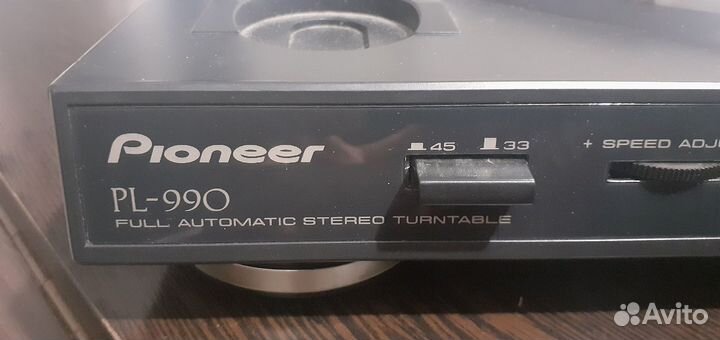 Pioneer
45 33
+ SPEED ADJ
PL-990
FULL AUTOMATIC STEREO TURNTABLE
Avito